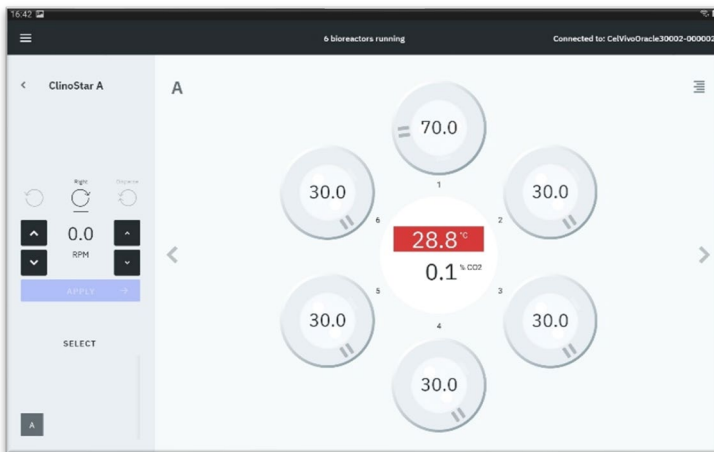 16:42
6 bioreactors running
Connected to: CelVivoOracle30002-000002
ClinoStar A
A
70.0
1
30.0
6
30.0
2
28.8 °C
0.1 % CO2
Right
Disperse
0.0
RPM
APPLY →
30.0
5
30.0
3
4
30.0
SELECT
A